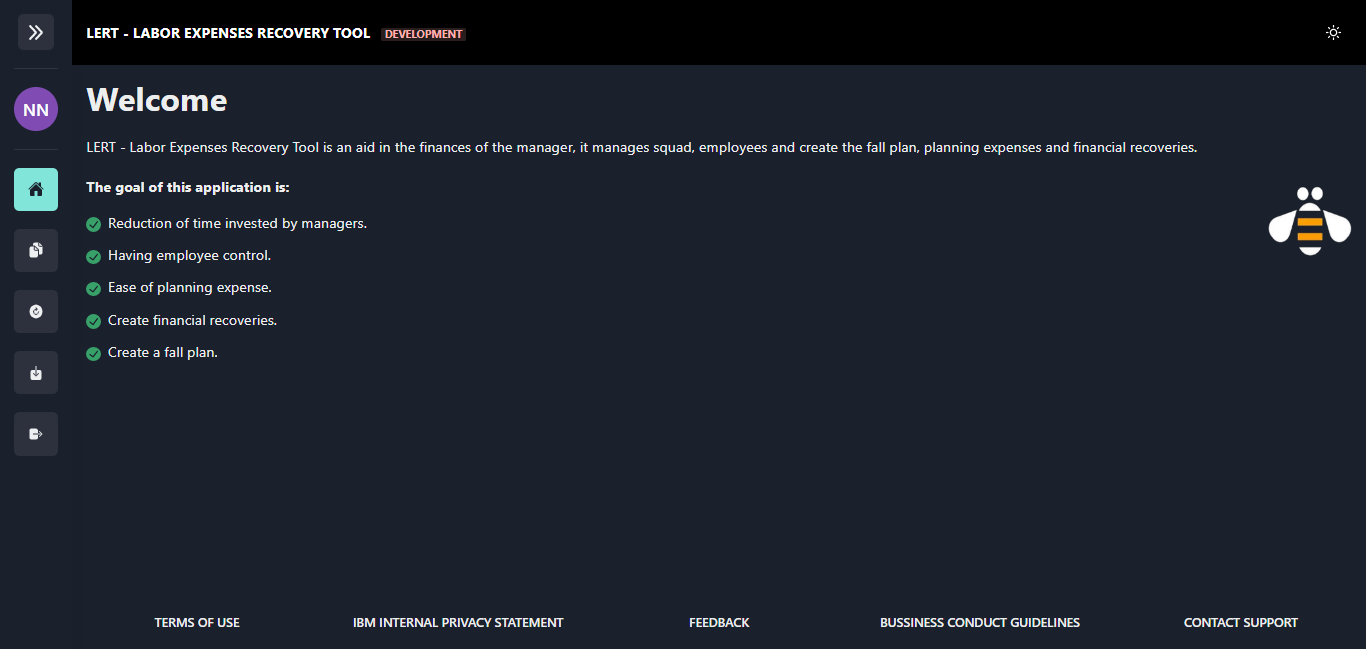 LERT - LABOR EXPENSES RECOVERY TOOL DEVELOPMENT
NN
Welcome
LERT - Labor Expenses Recovery Tool is an aid in the finances of the manager, it manages squad, employees and create the fall plan, planning expenses and financial recoveries.
The goal of this application is:
Reduction of time invested by managers.
Having employee control.
Ease of planning expense.
Create financial recoveries.
Create a fall plan.
TERMS OF USE IBM INTERNAL PRIVACY STATEMENT FEEDBACK BUSSINESS CONDUCT GUIDELINES CONTACT SUPPORT